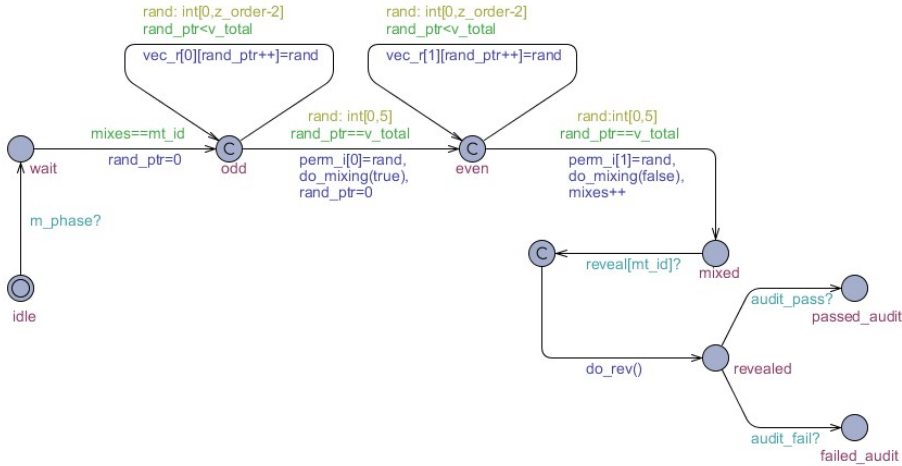 rand: int[0,z_order-2]
rand_ptr<v_total
vec_r[0][rand_ptr++]=rand
rand: int[0,z_order-2]
rand_ptr<v_total
vec_r[1][rand_ptr++]=rand
mixes==mt_id
rand_ptr=0
wait
C
odd
rand: int[0,5]
rand_ptr==v_total
perm_i[0]=rand,
do_mixing(true),
rand_ptr=0
C
even
rand:int[0,5]
rand_ptr==v_total
perm_i[1]=rand,
do_mixing(false),
mixes++
m_phase?
idle
C
reveal[mt_id]?
mixed
do_rev()
revealed
audit_pass?
passed_audit
audit_fail?
failed_audit